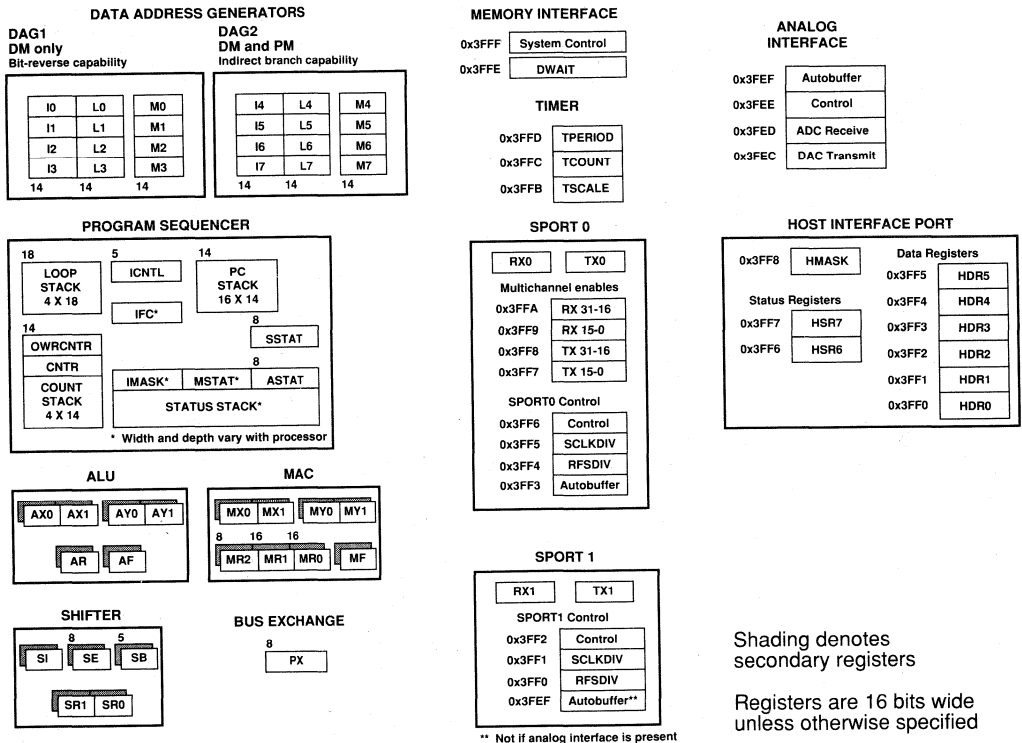 DATA ADDRESS GENERATORS
DAG1
DM only
Bit-reverse capability
I0 L0 M0
I1 L1 M1
I2 L2 M2
I3 L3 M3
14 14 14
DAG2
DM and PM
Indirect branch capability
I4 L4 M4
I5 L5 M5
I6 L6 M6
I7 L7 M7
14 14 14
PROGRAM SEQUENCER
18
LOOP
STACK
4 X 18
5
ICNTL
IFC*
14
PC
STACK
16 X 14
8
SSTAT
14
OWRCNTR
CNTR
COUNT
STACK
4 X 14
8
IMASK* MSTAT* ASTAT
STATUS STACK*
* Width and depth vary with processor
ALU
AX0 AX1 AY0 AY1
AR AF
MAC
MX0 MX1 MY0 MY1
8 16 16
MR2 MR1 MR0 MF
SHIFTER
8 5
SI SE SB
SR1 SR0
BUS EXCHANGE
8
PX
MEMORY INTERFACE
0x3FFF System Control
0x3FFE DWAIT
TIMER
0x3FFD TPERIOD
0x3FFC TCOUNT
0x3FFB TSCALE
SPORT 0
RX0 TX0
Multichannel enables
0x3FFA RX 31-16
0x3FF9 RX 15-0
0x3FF8 TX 31-16
0x3FF7 TX 15-0
SPORT0 Control
0x3FF6 Control
0x3FF5 SCLKDIV
0x3FF4 RFSDIV
0x3FF3 Autobuffer
SPORT 1
RX1 TX1
SPORT1 Control
0x3FF2 Control
0x3FF1 SCLKDIV
0x3FF0 RFSDIV
0x3FEF Autobuffer**
** Not if analog interface is present
ANALOG
INTERFACE
0x3FEF Autobuffer
0x3FEE Control
0x3FED ADC Receive
0x3FEC DAC Transmit
HOST INTERFACE PORT
0x3FF8 HMASK
Status Registers
0x3FF7 HSR7
0x3FF6 HSR6
Data Registers
0x3FF5 HDR5
0x3FF4 HDR4
0x3FF3 HDR3
0x3FF2 HDR2
0x3FF1 HDR1
0x3FF0 HDR0
Shading denotes
secondary registers
Registers are 16 bits wide
unless otherwise specified